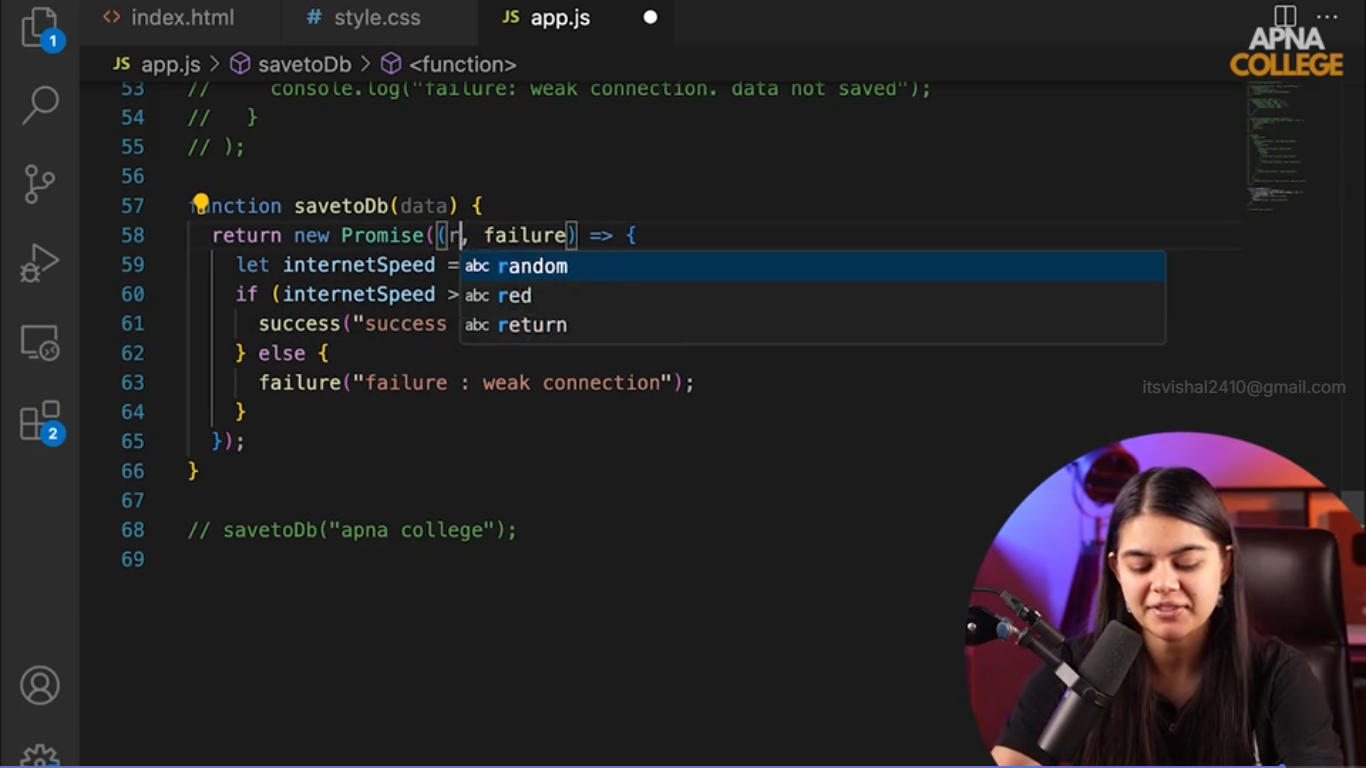 index.html
style.css
JS app.js
APNA
COLLEGE
1
JS app.js > savetoDb > <function>
53 // console.log("failure: weak connection. data not saved");
54 // }
55 // );
56
57 nction savetoDb(data) {
58 return new Promise((r, failure) => {
59 let internetSpeed =
abc random
60 if (internetSpeed >
abc red
61 success("success
abc return
62 } else {
63 failure("failure : weak connection");
itsvishal2410@gmail.com
64 }
2
65 });
66 }
67
68 // savetoDb("apna college");
69